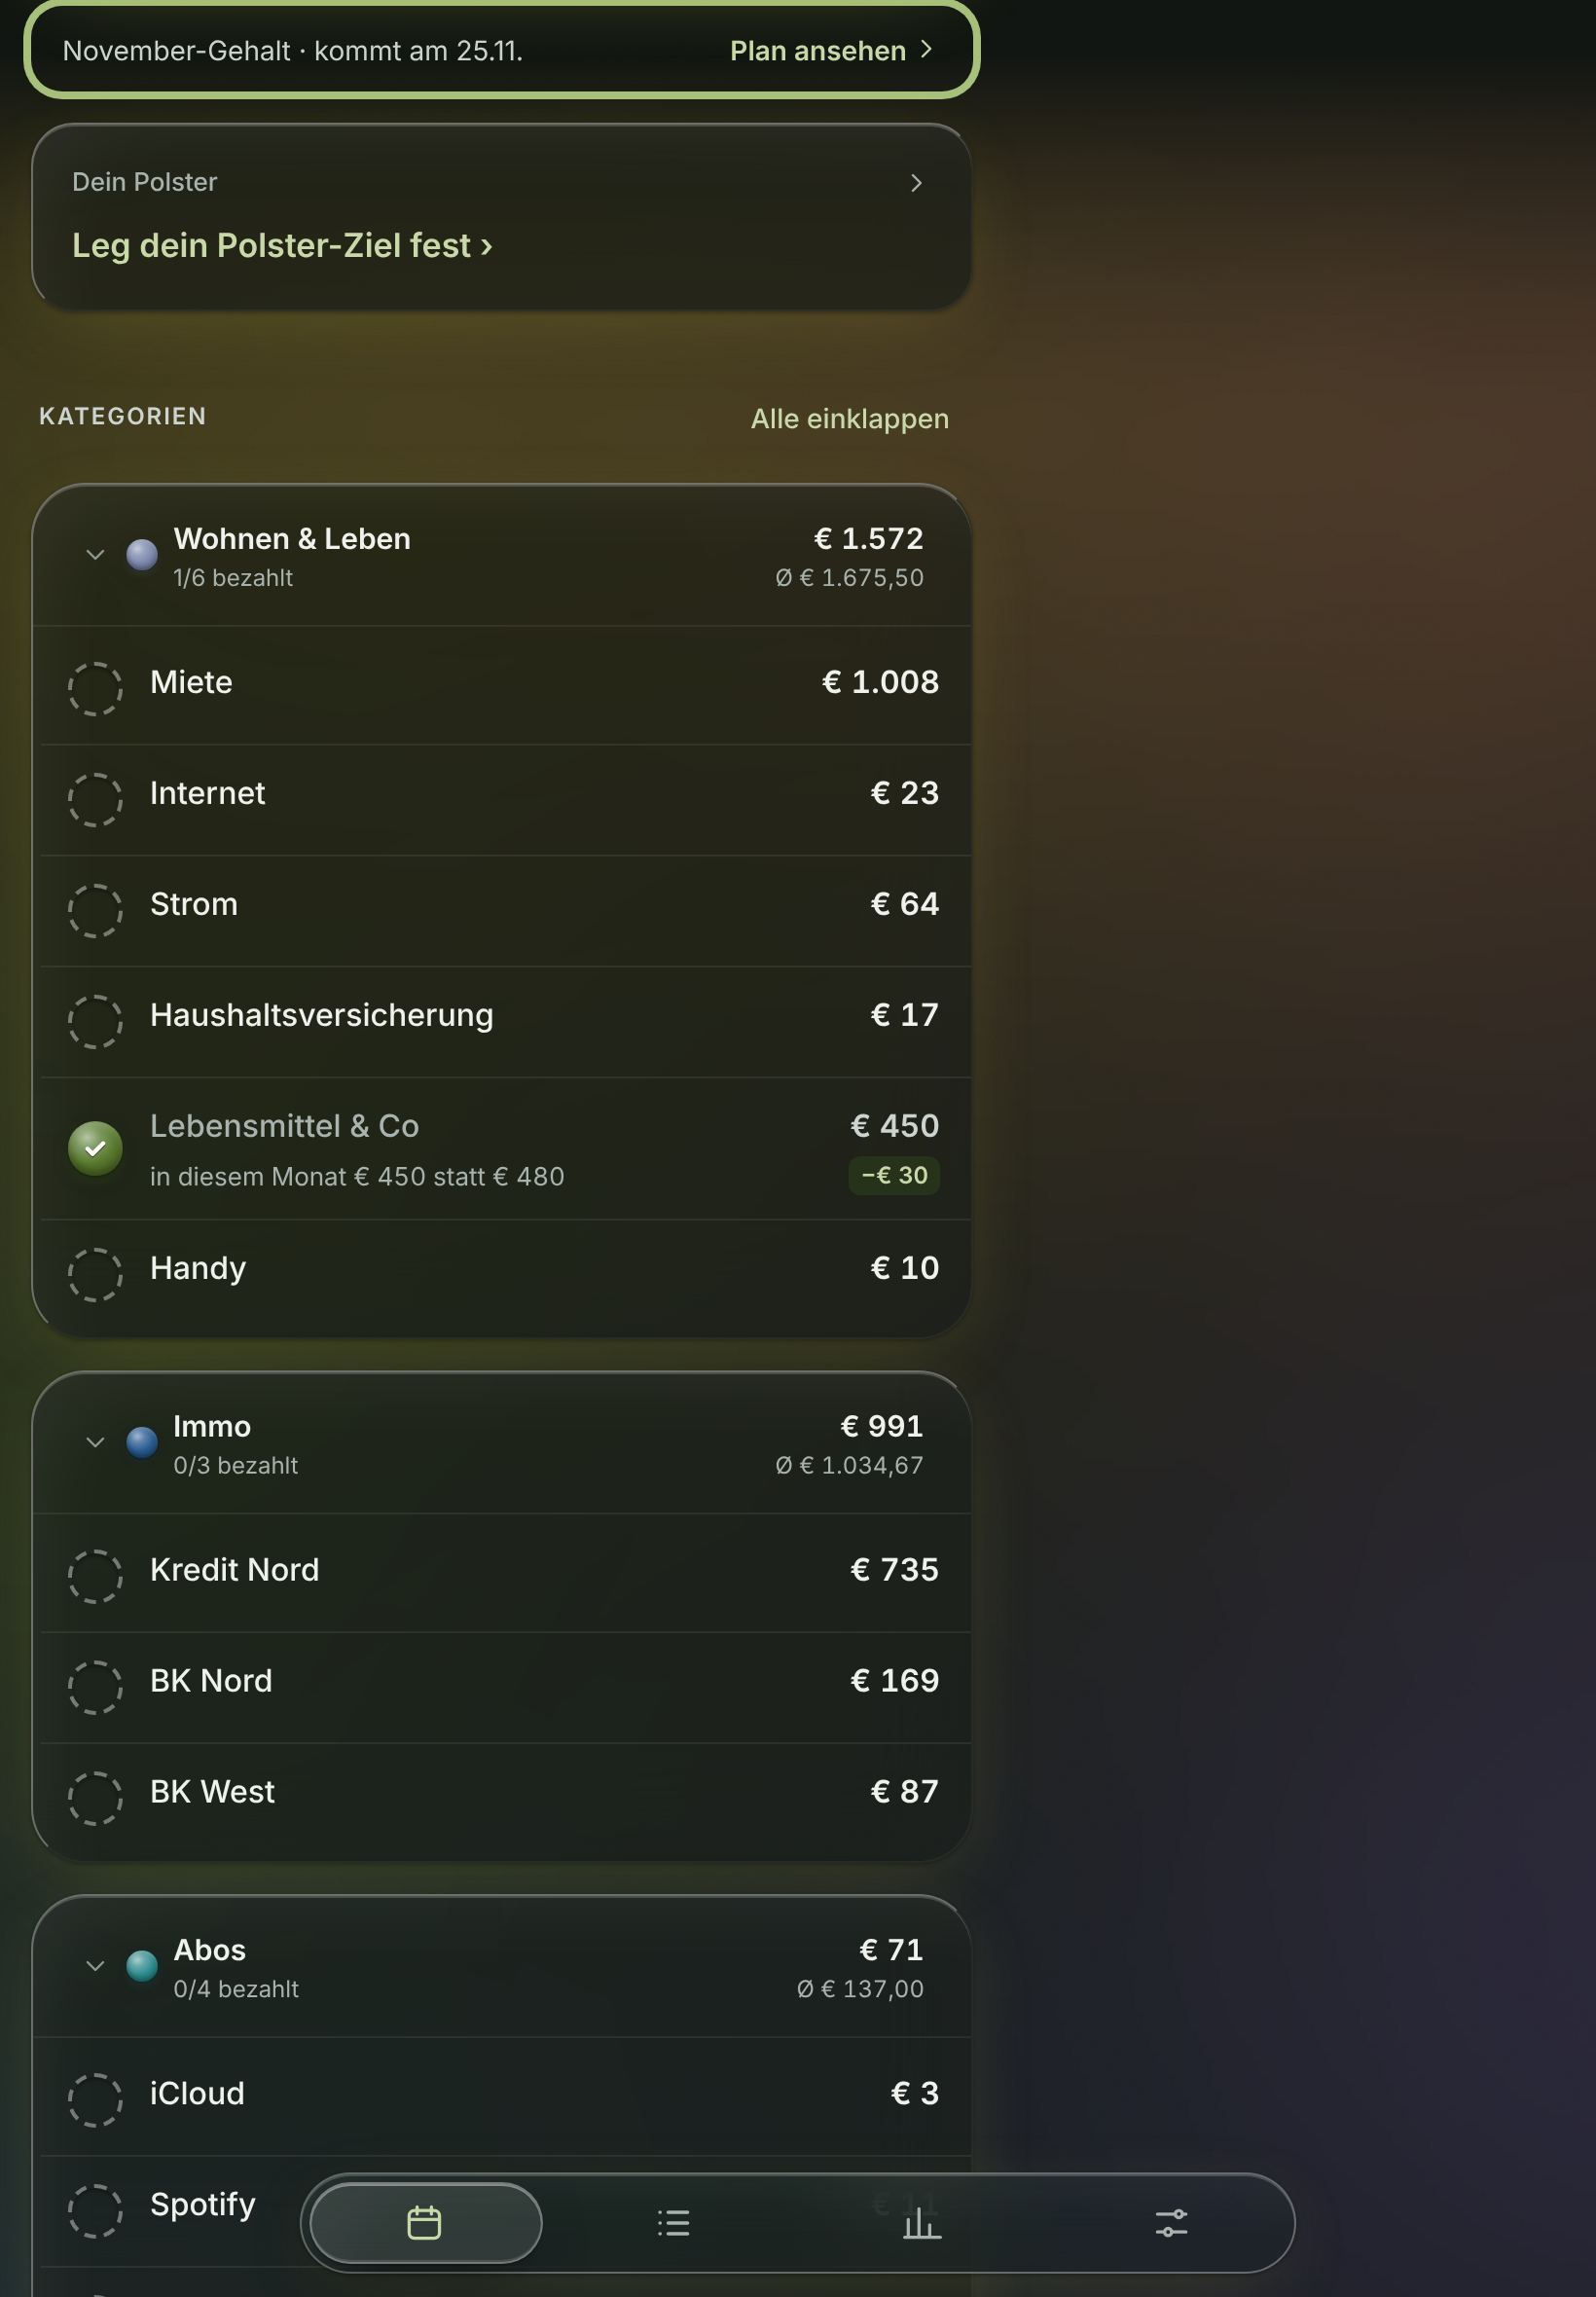 November-Gehalt · kommt am 25.11. Plan ansehen
Dein Polster
Leg dein Polster-Ziel fest ›
KATEGORIEN Alle einklappen
Wohnen & Leben € 1.572
1/6 bezahlt Ø € 1.675,50
Miete € 1.008
Internet € 23
Strom € 64
Haushaltsversicherung € 17
Lebensmittel & Co € 450
in diesem Monat € 450 statt € 480 −€ 30
Handy € 10
Immo € 991
0/3 bezahlt Ø € 1.034,67
Kredit Nord € 735
BK Nord € 169
BK West € 87
Abos € 71
0/4 bezahlt Ø € 137,00
iCloud € 3
Spotify